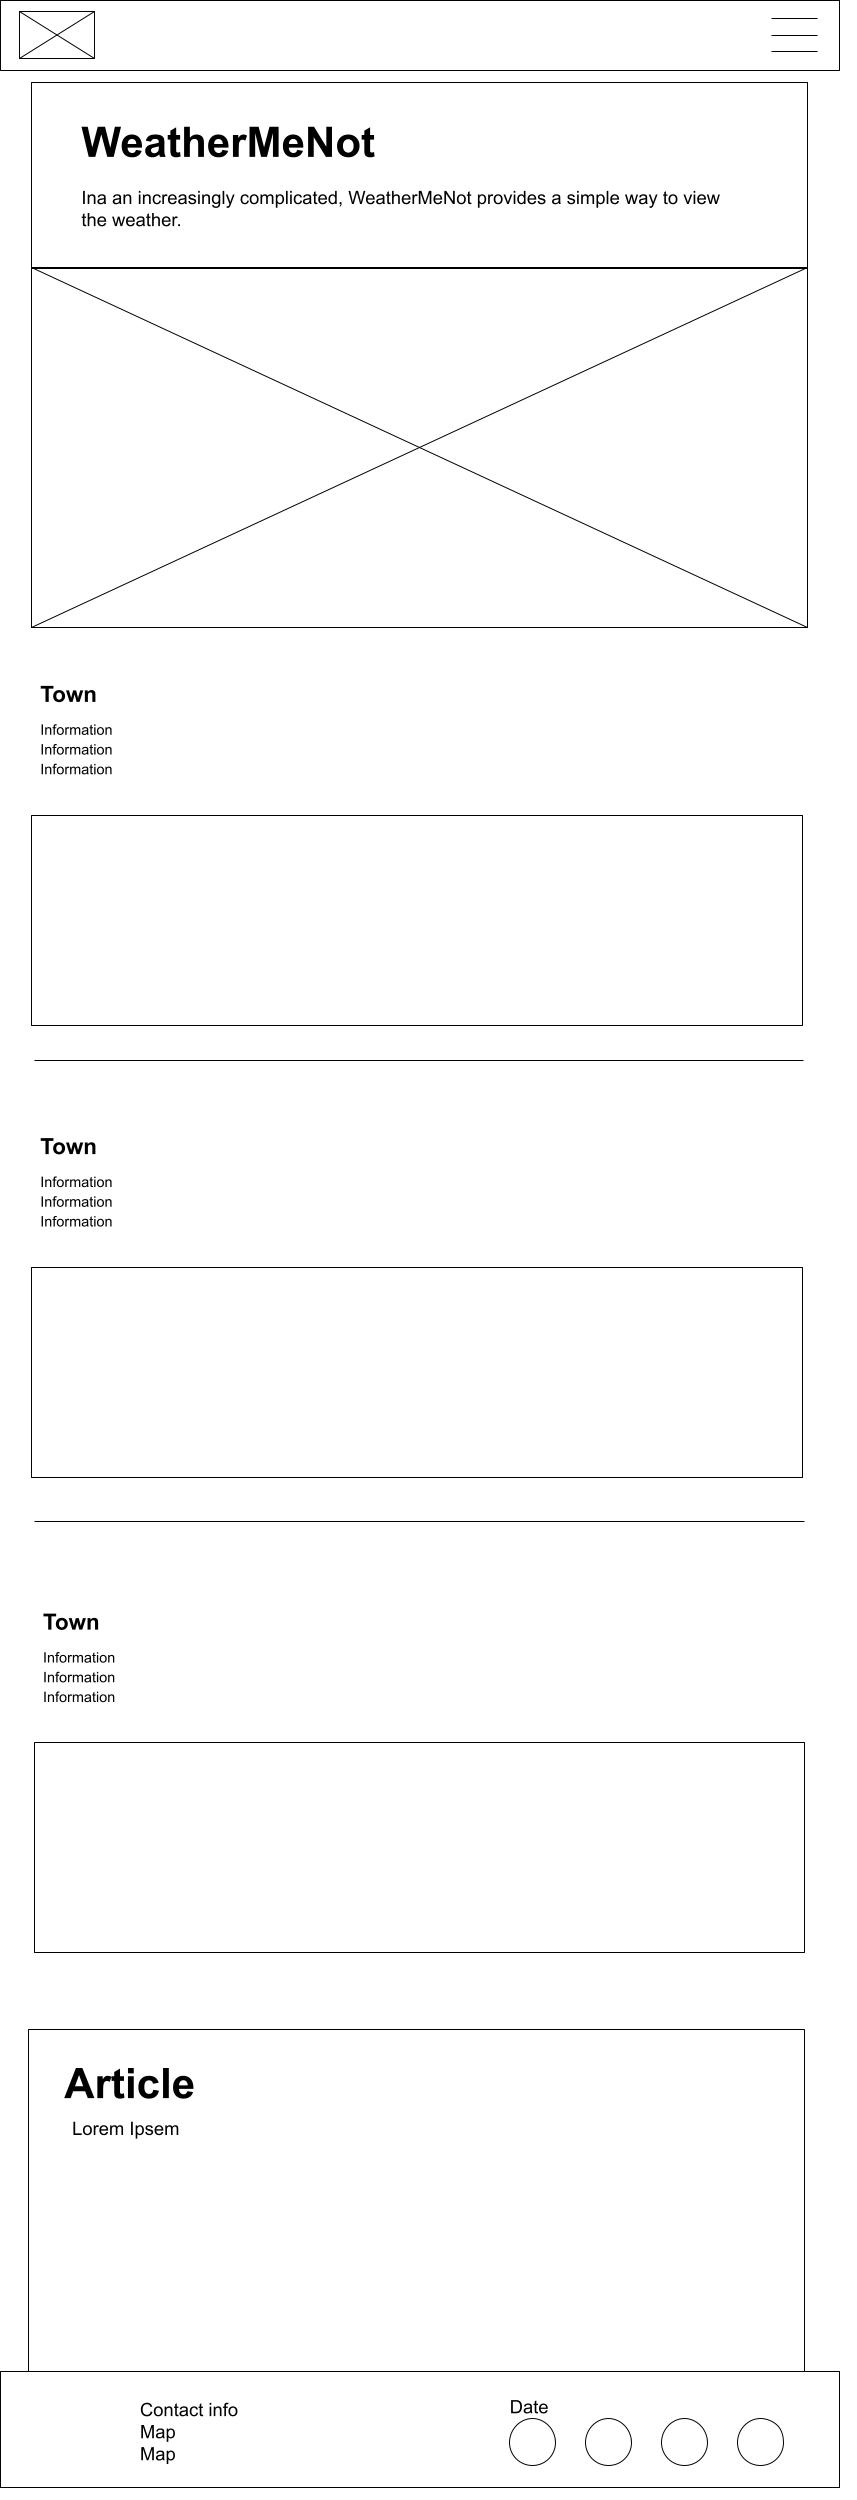 WeatherMeNot
Ina an increasingly complicated, WeatherMeNot provides a simple way to view
the weather.
Town
Information
Information
Information
Town
Information
Information
Information
Town
Information
Information
Information
Article
Lorem Ipsem
Contact info
Map
Map
Date